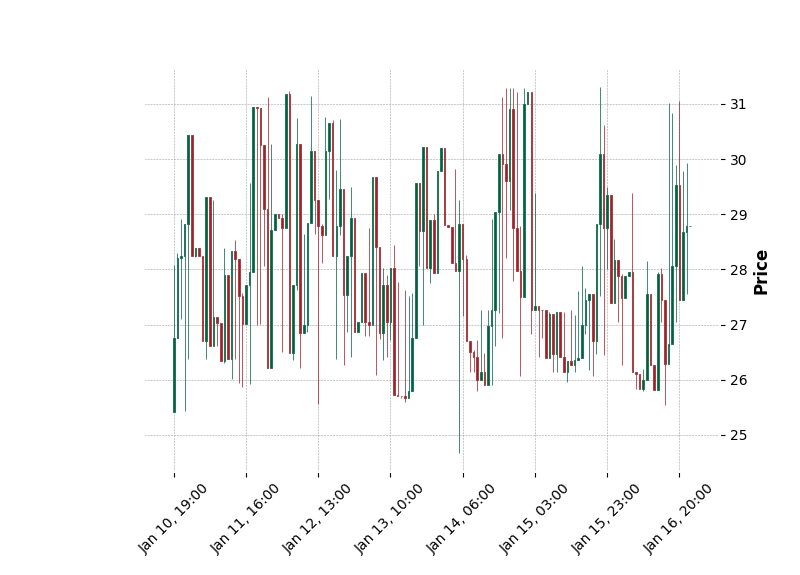 31
30
29
28
27
26
25
Price
Jan 10, 19:00
Jan 11, 16:00
Jan 12, 13:00
Jan 13, 10:00
Jan 14, 06:00
Jan 15, 03:00
Jan 15, 23:00
Jan 16, 20:00